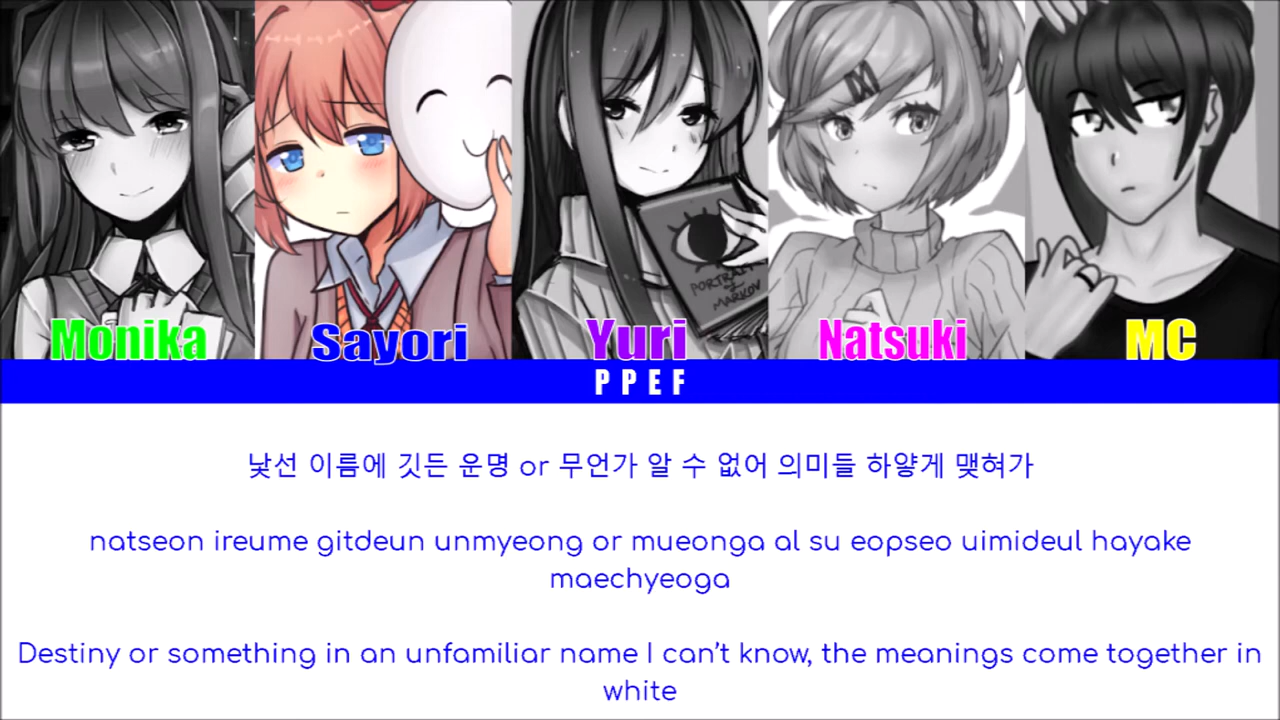 PORTRAIT
of
MARKOV
Monika
Sayori
Yuri
Natsuki
MC
PPEF
낯선 이름에 깃든 운명 or 무언가 알 수 없어 의미들 하얗게 맺혀가
natseon ireume gitdeun unmyeong or mueonga al su eopseo uimideul hayake
maechyeoga
Destiny or something in an unfamiliar name I can't know, the meanings come together in
white